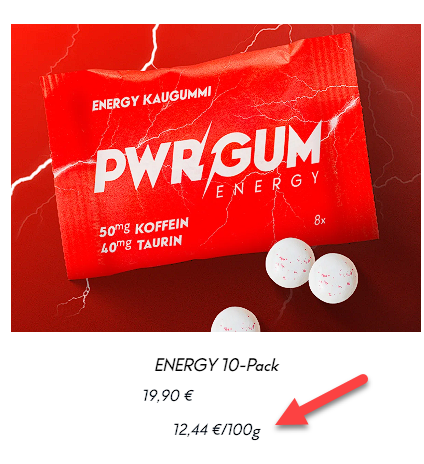 ENERGY KAUGUMMI
PWRGUM
ENERGY
50mg KOFFEIN
40mg TAURIN
8x
ENERGY 10-Pack
19,90 €
12,44 €/100g